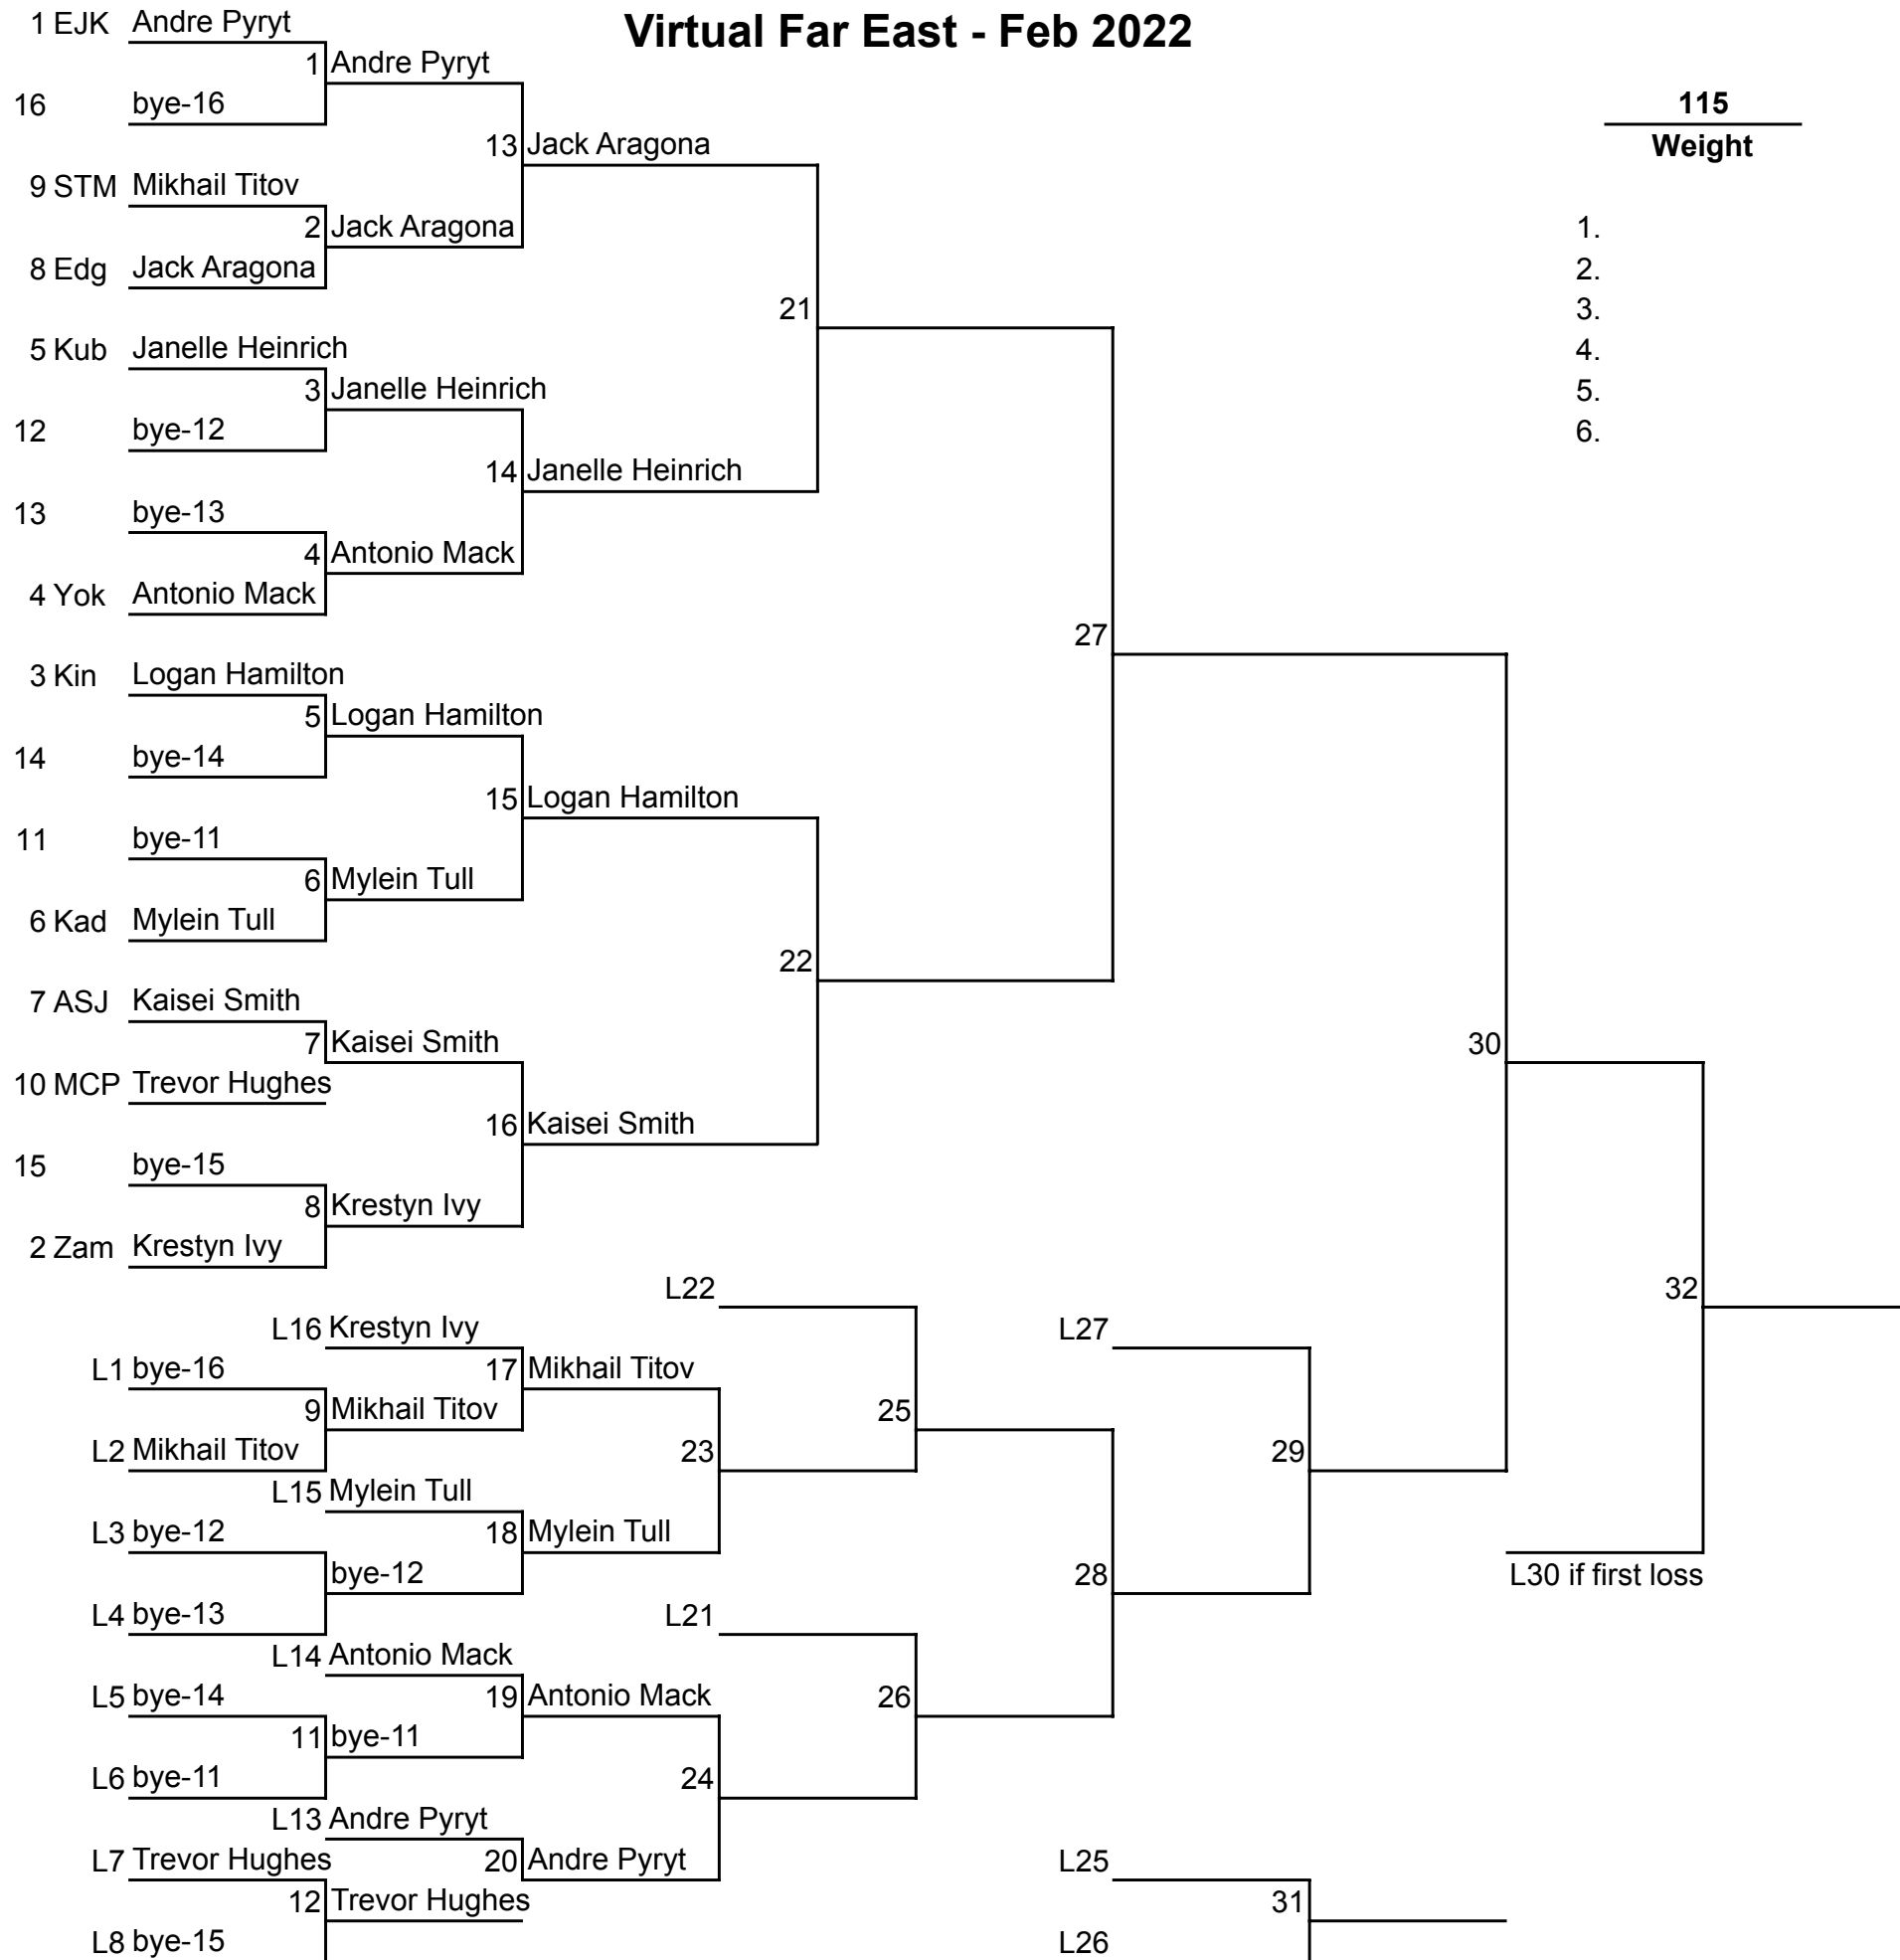 Virtual Far East - Feb 2022
1 EJK Andre Pyryt
1 Andre Pyryt
16 bye-16
115
Weight
13 Jack Aragona
9 STM Mikhail Titov
2 Jack Aragona
1.
8 Edg Jack Aragona
2.
21
3.
5 Kub Janelle Heinrich
4.
3 Janelle Heinrich
5.
12 bye-12
6.
14 Janelle Heinrich
13 bye-13
4 Antonio Mack
4 Yok Antonio Mack
27
3 Kin Logan Hamilton
5 Logan Hamilton
14 bye-14
15 Logan Hamilton
11 bye-11
6 Mylein Tull
6 Kad Mylein Tull
22
7 ASJ Kaisei Smith
7 Kaisei Smith
30
10 MCP Trevor Hughes
16 Kaisei Smith
15 bye-15
8 Krestyn Ivy
2 Zam Krestyn Ivy
L22
32
L16 Krestyn Ivy
L27
L1 bye-16
17 Mikhail Titov
9 Mikhail Titov
25
L2 Mikhail Titov
23
29
L15 Mylein Tull
L3 bye-12
18 Mylein Tull
bye-12
28
L30 if first loss
L4 bye-13
L21
L14 Antonio Mack
L5 bye-14
19 Antonio Mack
26
11 bye-11
L6 bye-11
24
L13 Andre Pyryt
L7 Trevor Hughes
20 Andre Pyryt
L25
12 Trevor Hughes
31
L8 bye-15
L26